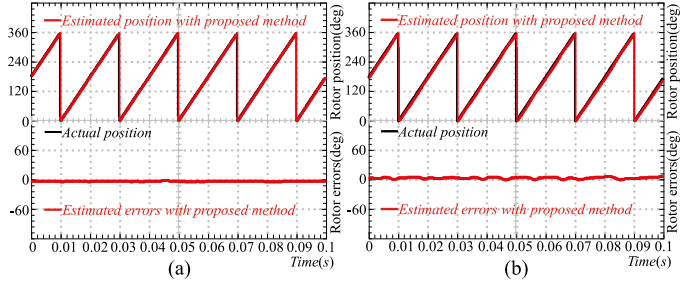 Estimated position with proposed method
360
240
120
0
Rotor position(deg)
Actual position
60
0
-60
Rotor errors(deg)
Estimated errors with proposed method
0 0.01 0.02 0.03 0.04 0.05 0.06 0.07 0.08 0.09 0.1
Time(s)
(a)
Estimated position with proposed method
360
240
120
0
Rotor position(deg)
Actual position
60
0
-60
Rotor errors(deg)
Estimated errors with proposed method
0 0.01 0.02 0.03 0.04 0.05 0.06 0.07 0.08 0.09 0.1
Time(s)
(b)